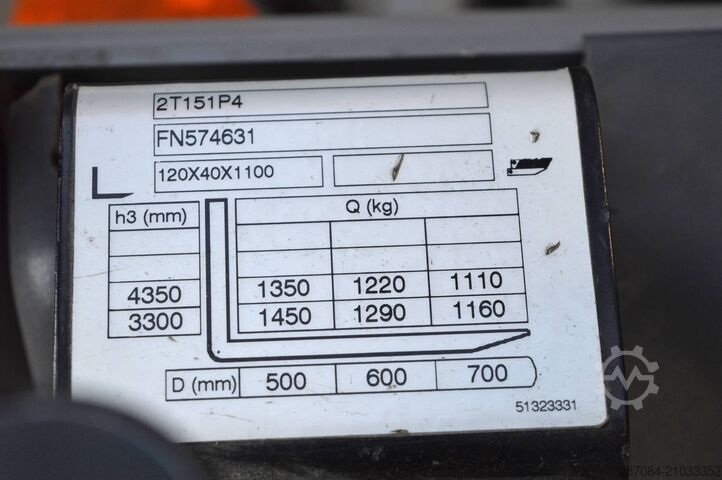 2T151P4
FN574631
120X40X1100
h3 (mm) Q (kg)
4350 1350 1220 1110
3300 1450 1290 1160
D (mm) 500 600 700
51323331
287084-21033352